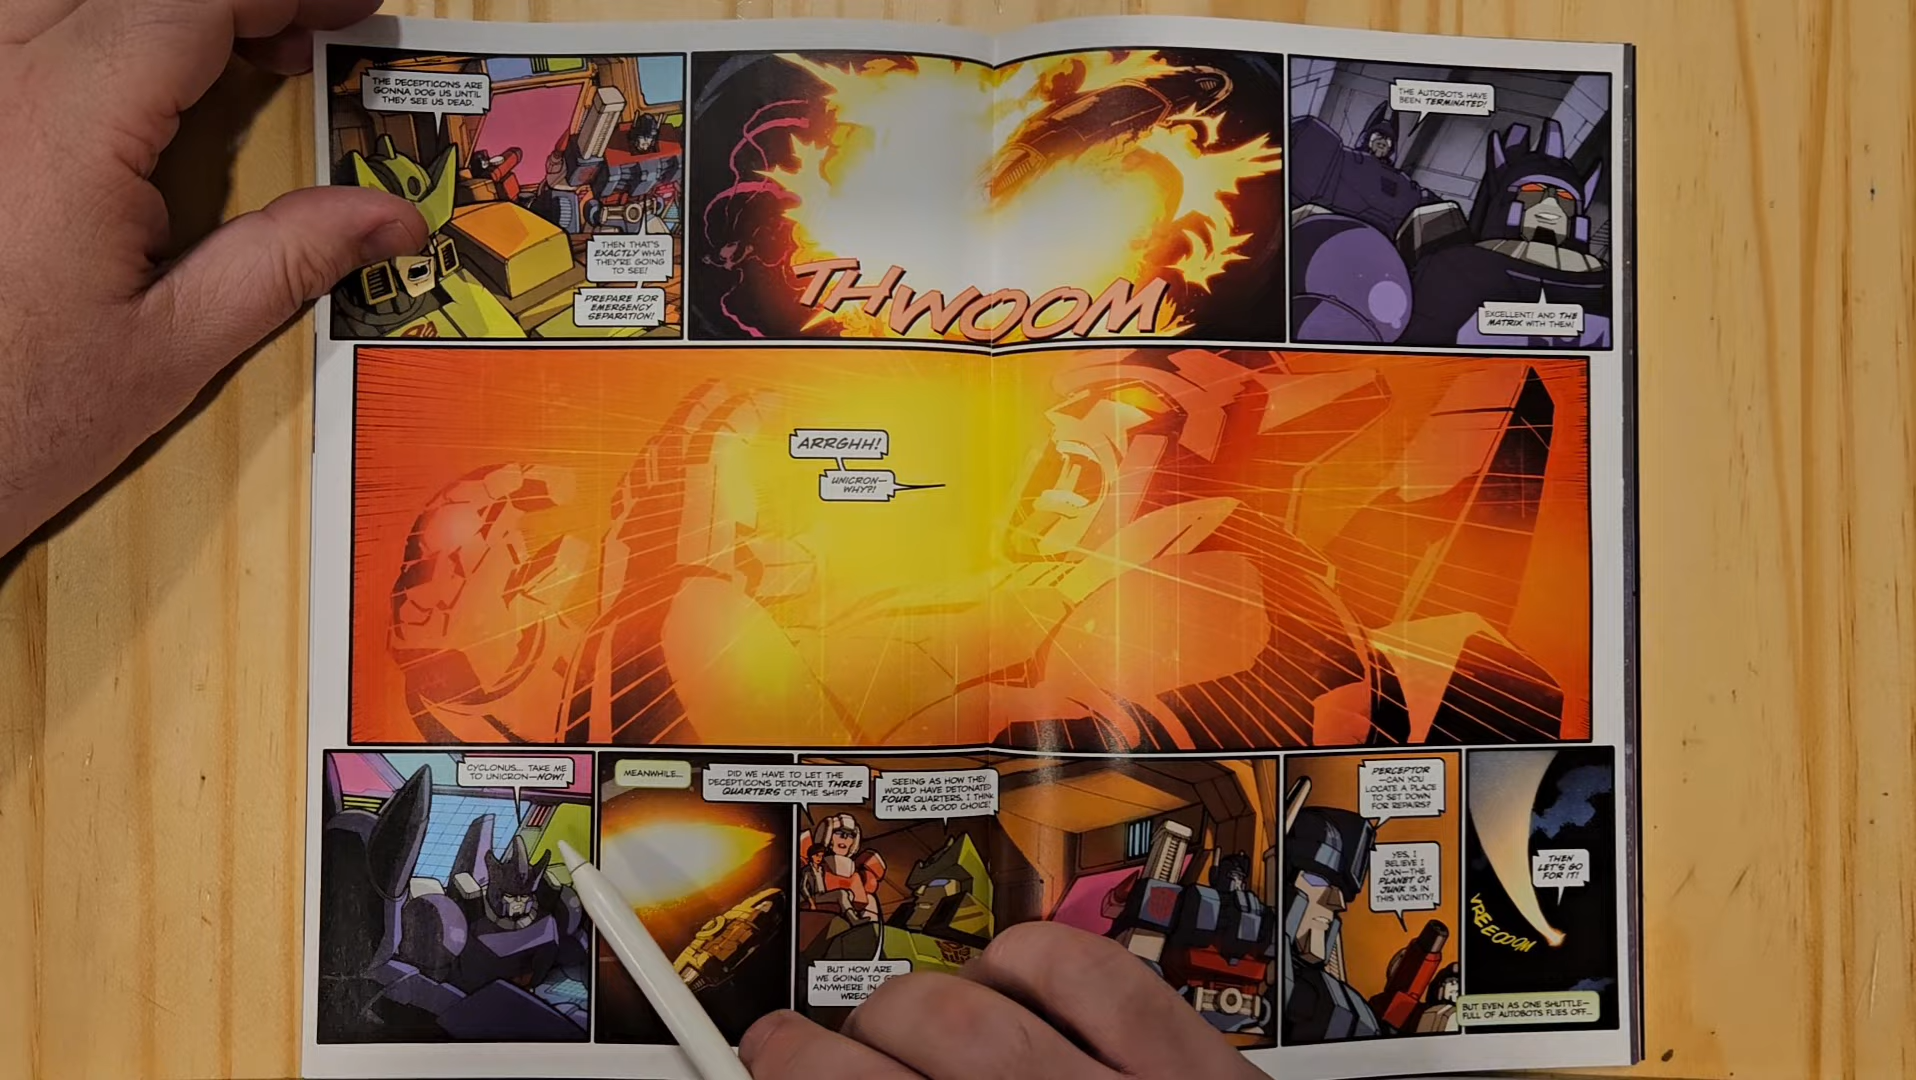 THE DECEPTICONS ARE
GONNA DOG US UNTIL
THEY SEE US DEAD.
THEN THAT'S
EXACTLY WHAT
THEY'RE GOING
TO SEE!
PREPARE FOR
EMERGENCY
SEPARATION!
THWOOM
THE AUTOBOTS HAVE
BEEN TERMINATED!
EXCELLENT! AND THE
MATRIX WITH THEM!
ARRGHH!
UNICRON—
WHY?!
CYCLONUS... TAKE ME
TO UNICRON—NOW!
MEANWHILE...
DID WE HAVE TO LET THE
DECEPTICONS DETONATE THREE
QUARTERS OF THE SHIP?
SEEING AS HOW THEY
WOULD HAVE DETONATED
FOUR QUARTERS, I THINK
IT WAS A GOOD CHOICE!
BUT HOW ARE
WE GOING TO
ANYWHERE IN
PERCEPTOR
—CAN YOU
LOCATE A PLACE
TO SET DOWN
FOR REPAIRS?
YES, I
BELIEVE I
CAN—THE
PLANET OF
JUNK IS IN
THIS VICINITY!
THEN
LET'S GO
FOR IT!
VREEOOOM
BUT EVEN AS ONE SHUTTLE—
FULL OF AUTOBOTS FLIES OFF...